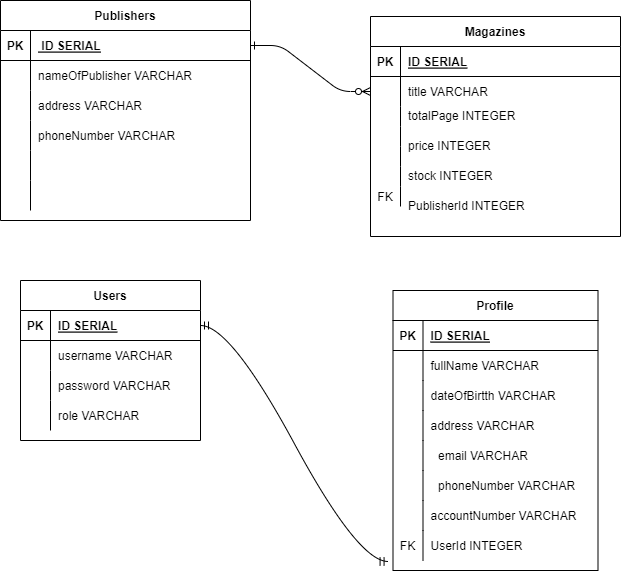 Publishers
PK ID SERIAL
nameOfPublisher VARCHAR
address VARCHAR
phoneNumber VARCHAR
Magazines
PK ID SERIAL
title VARCHAR
totalPage INTEGER
price INTEGER
stock INTEGER
FK PublisherId INTEGER
Users
PK ID SERIAL
username VARCHAR
password VARCHAR
role VARCHAR
Profile
PK ID SERIAL
fullName VARCHAR
dateOfBirtth VARCHAR
address VARCHAR
email VARCHAR
phoneNumber VARCHAR
accountNumber VARCHAR
FK UserId INTEGER